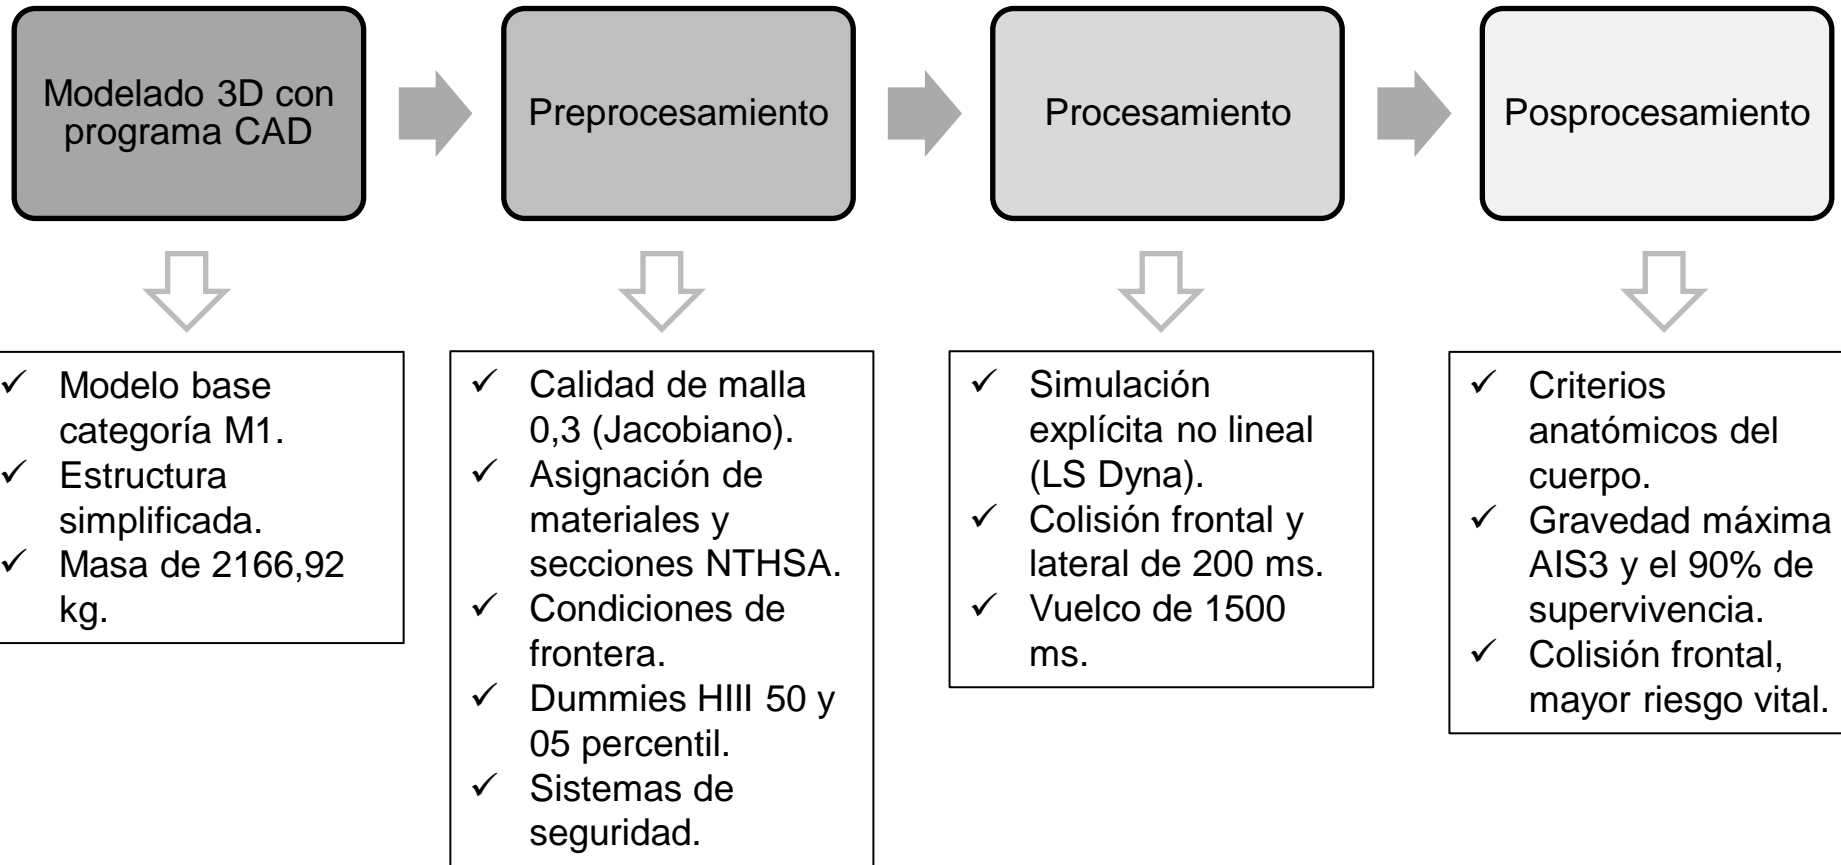 Modelado 3D con
programa CAD
Preprocesamiento
Procesamiento
Posprocesamiento
✓ Modelo base
categoría M1.
✓ Estructura
simplificada.
✓ Masa de 2166,92
kg.
✓ Calidad de malla
0,3 (Jacobiano).
✓ Asignación de
materiales y
secciones NTHSA.
✓ Condiciones de
frontera.
✓ Dummies HIII 50 y
05 percentil.
✓ Sistemas de
seguridad.
✓ Simulación
explícita no lineal
(LS Dyna).
✓ Colisión frontal y
lateral de 200 ms.
✓ Vuelco de 1500
ms.
✓ Criterios
anatómicos del
cuerpo.
✓ Gravedad máxima
AIS3 y el 90% de
supervivencia.
✓ Colisión frontal,
mayor riesgo vital.